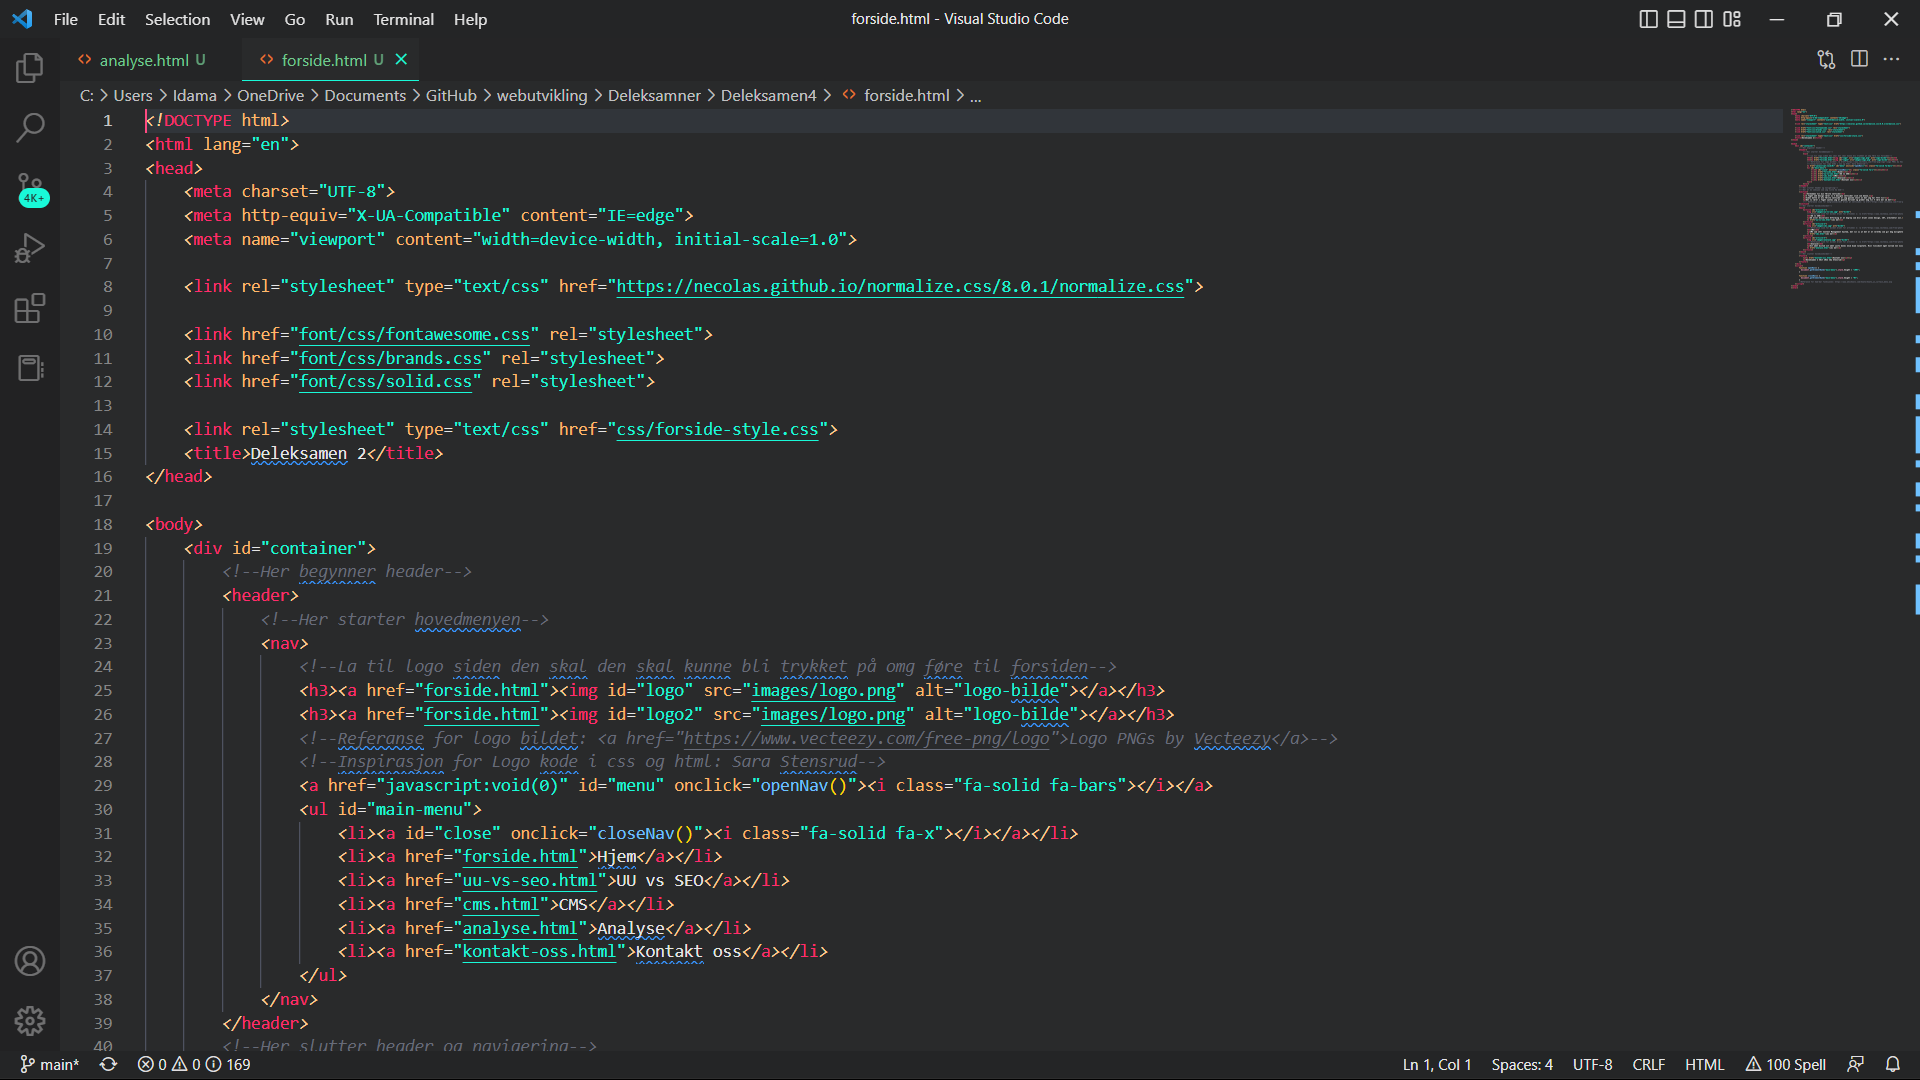 File Edit Selection View Go Run Terminal Help
forside.html - Visual Studio Code
analyse.html U
forside.html U
C: > Users > Idama > OneDrive > Documents > GitHub > webutvikling > Deleksamner > Deleksamen4 > forside.html > ...
4K+
1 <!DOCTYPE html>
2 <html lang="en">
3 <head>
4 <meta charset="UTF-8">
5 <meta http-equiv="X-UA-Compatible" content="IE=edge">
6 <meta name="viewport" content="width=device-width, initial-scale=1.0">
7
8 <link rel="stylesheet" type="text/css" href="https://necolas.github.io/normalize.css/8.0.1/normalize.css">
9
10 <link href="font/css/fontawesome.css" rel="stylesheet">
11 <link href="font/css/brands.css" rel="stylesheet">
12 <link href="font/css/solid.css" rel="stylesheet">
13
14 <link rel="stylesheet" type="text/css" href="css/forside-style.css">
15 <title>Deleksamen 2</title>
16 </head>
17
18 <body>
19 <div id="container">
20 <!--Her begynner header-->
21 <header>
22 <!--Her starter hovedmenyen-->
23 <nav>
24 <!--La til logo siden den skal den skal kunne bli trykket på omg føre til forsiden-->
25 <h3><a href="forside.html"><img id="logo" src="images/logo.png" alt="logo-bilde"></a></h3>
26 <h3><a href="forside.html"><img id="logo2" src="images/logo.png" alt="logo-bilde"></a></h3>
27 <!--Referanse for logo bildet: <a href="https://www.vecteezy.com/free-png/logo">Logo PNGs by Vecteezy</a>-->
28 <!--Inspirasjon for Logo kode i css og html: Sara Stensrud-->
29 <a href="javascript:void(0)" id="menu" onclick="openNav()"><i class="fa-solid fa-bars"></i></a>
30 <ul id="main-menu">
31 <li><a id="close" onclick="closeNav()"><i class="fa-solid fa-x"></i></a></li>
32 <li><a href="forside.html">Hjem</a></li>
33 <li><a href="uu-vs-seo.html">UU vs SEO</a></li>
34 <li><a href="cms.html">CMS</a></li>
35 <li><a href="analyse.html">Analyse</a></li>
36 <li><a href="kontakt-oss.html">Kontakt oss</a></li>
37 </ul>
38 </nav>
39 </header>
40 <!--Her slutter header og navigering-->
main* 0 0 169
Ln 1, Col 1 Spaces: 4 UTF-8 CRLF HTML 100 Spell